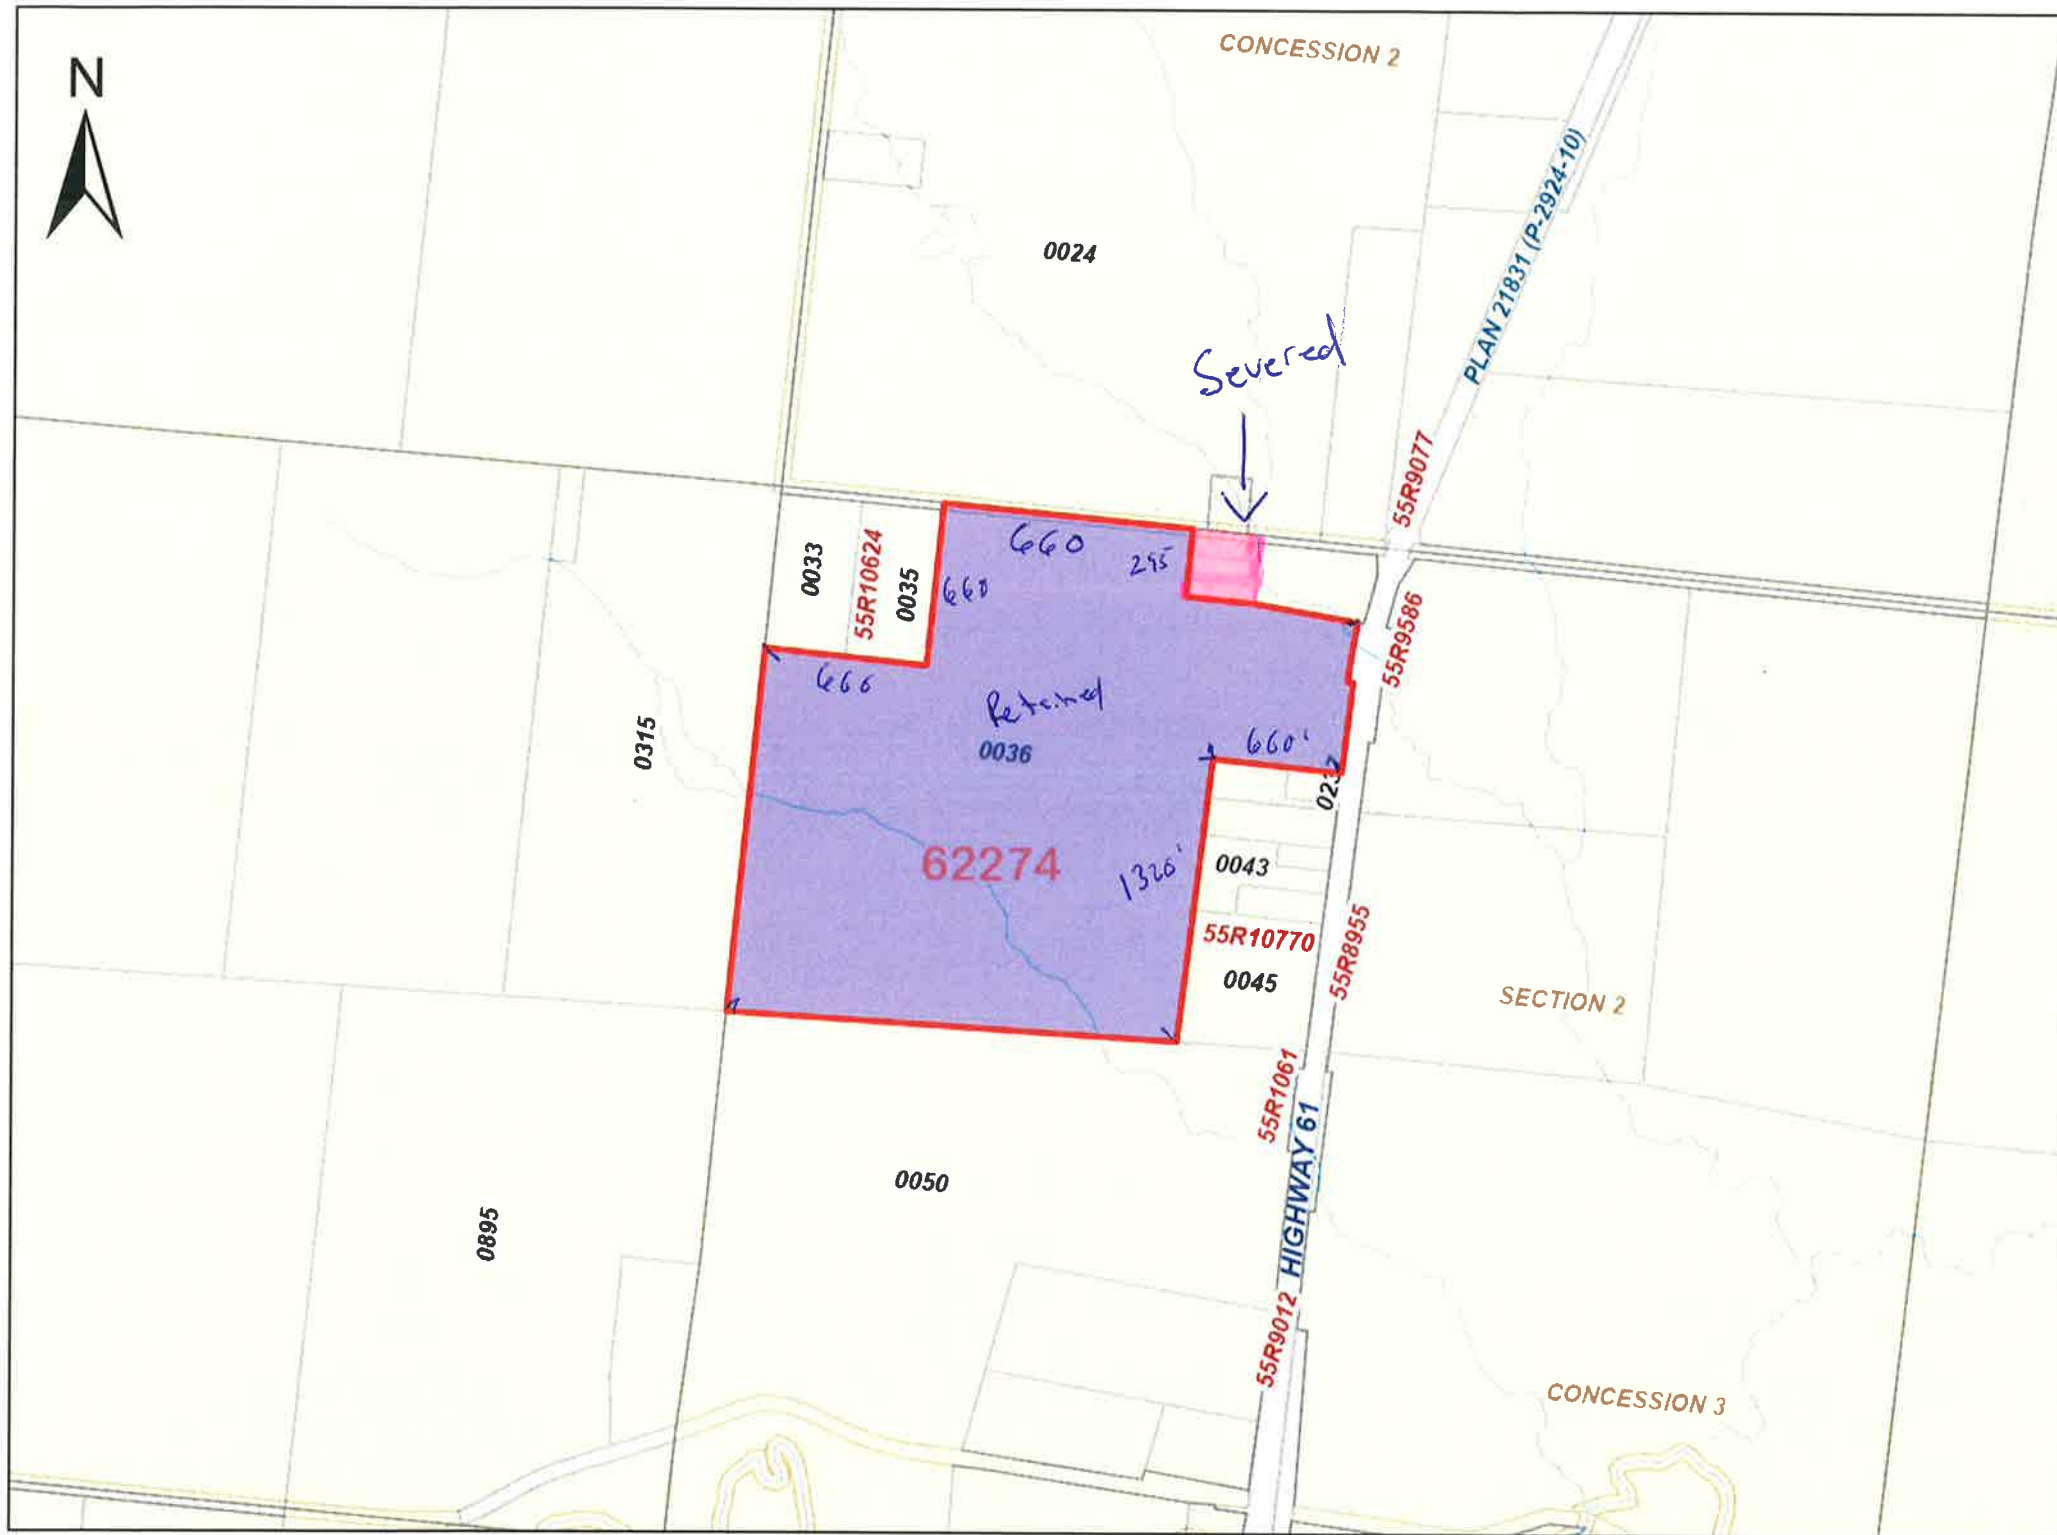 CONCESSION 2
N
PLAN 21831 (P-2924-10)
0024
Severed
55R9077
660
295
0033
55R10624
0035
660
55R9586
666
Retained
0036
0315
660'
0237
62274
1320'
0043
55R10770
0045
55R8955
SECTION 2
55R1061
HIGHWAY 61
0050
0895
55R9012
CONCESSION 3